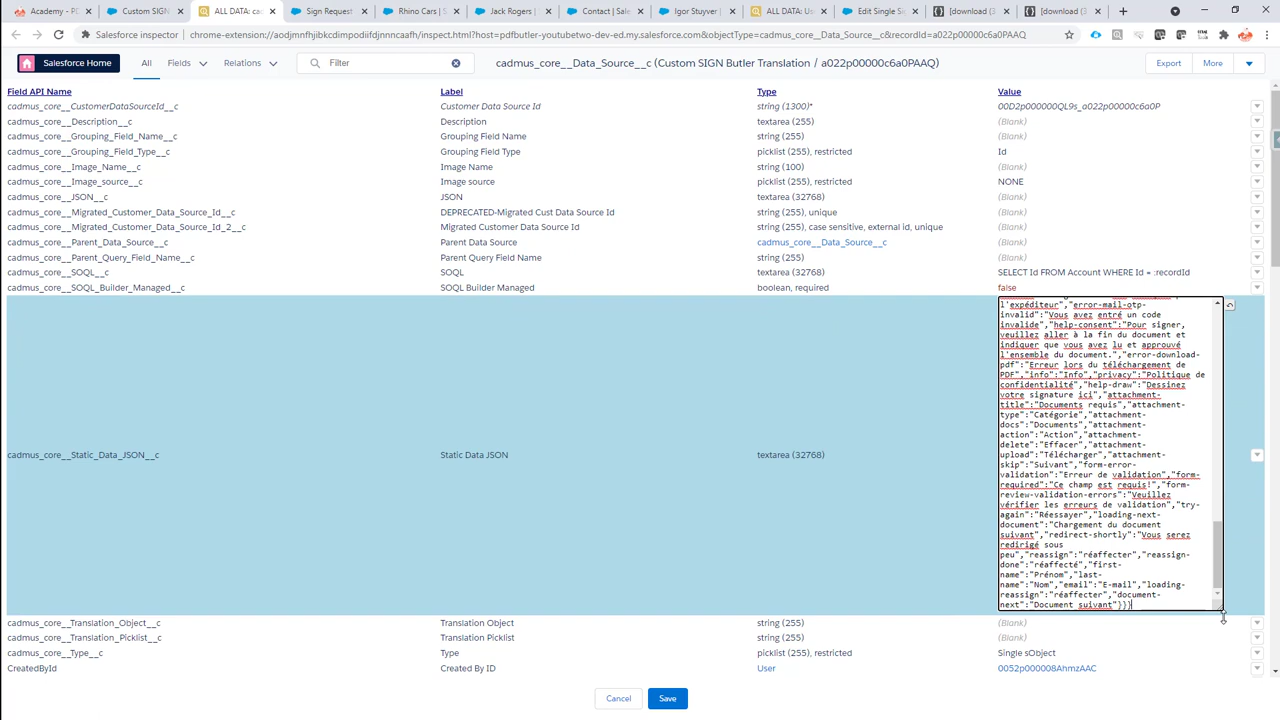 Academy - PD
Custom SIGN
ALL DATA: ca
Sign Request
Rhino Cars | S
Jack Rogers |
Contact | Sale
Igor Stuyver |
ALL DATA: Us
Edit Single Sig
[download (3
[download (3
Salesforce inspector
chrome-extension://aodjmnfhjibkcdimpodiifdjnnncaafh/inspect.html?host=pdfbutler-youtubetwo-dev-ed.my.salesforce.com&objectType=cadmus_core__Data_Source__c&recordId=a022p00000c6a0PAAQ
Salesforce Home
All
Fields
Relations
Filter
cadmus_core__Data_Source__c (Custom SIGN Butler Translation / a022p00000c6a0PAAQ)
Export
More
Field API Name Label Type Value
cadmus_core__CustomerDataSourceId__c Customer Data Source Id string (1300)* 00D2p000000QL9s_a022p00000c6a0P
cadmus_core__Description__c Description textarea (255) (Blank)
cadmus_core__Grouping_Field_Name__c Grouping Field Name string (255) (Blank)
cadmus_core__Grouping_Field_Type__c Grouping Field Type picklist (255), restricted Id
cadmus_core__Image_Name__c Image Name string (100) (Blank)
cadmus_core__Image_source__c Image source picklist (255), restricted NONE
cadmus_core__JSON__c JSON textarea (32768) (Blank)
cadmus_core__Migrated_Customer_Data_Source_Id__c DEPRECATED-Migrated Cust Data Source Id string (255), unique (Blank)
cadmus_core__Migrated_Customer_Data_Source_Id_2__c Migrated Customer Data Source Id string (255), case sensitive, external id, unique (Blank)
cadmus_core__Parent_Data_Source__c Parent Data Source cadmus_core__Data_Source__c (Blank)
cadmus_core__Parent_Query_Field_Name__c Parent Query Field Name string (255) (Blank)
cadmus_core__SOQL__c SOQL textarea (32768) SELECT Id FROM Account WHERE Id = :recordId
cadmus_core__SOQL_Builder_Managed__c SOQL Builder Managed boolean, required false
cadmus_core__Static_Data_JSON__c Static Data JSON textarea (32768)
l'expéditeur","error-mail-otp-
invalid":"Vous avez entré un code
invalide","help-consent":"Pour signer,
veuillez aller à la fin du document et
indiquer que vous avez lu et approuvé
l'ensemble du document.","error-download-
pdf":"Erreur lors du téléchargement de
PDF","info":"Info","privacy":"Politique de
confidentialité","help-draw":"Dessinez
votre signature ici","attachment-
title":"Documents requis","attachment-
type":"Catégorie","attachment-
docs":"Documents","attachment-
action":"Action","attachment-
delete":"Effacer","attachment-
upload":"Télécharger","attachment-
skip":"Suivant","form-error-
validation":"Erreur de validation","form-
required":"Ce champ est requis!","form-
review-validation-errors":"Veuillez
vérifier les erreurs de validation","try-
again":"Réessayer","loading-next-
document":"Chargement du document
suivant","redirect-shortly":"Vous serez
redirigé sous
peu","reassign":"réaffecter","reassign-
done":"réaffecté","first-
name":"Prénom","last-
name":"Nom","email":"E-mail","loading-
reassign":"réaffecter","document-
next":"Document suivant"}}}
cadmus_core__Translation_Object__c Translation Object string (255) (Blank)
cadmus_core__Translation_Picklist__c Translation Picklist string (255) (Blank)
cadmus_core__Type__c Type picklist (255), restricted Single sObject
CreatedById Created By ID User 0052p000008AhmzAAC
Cancel
Save